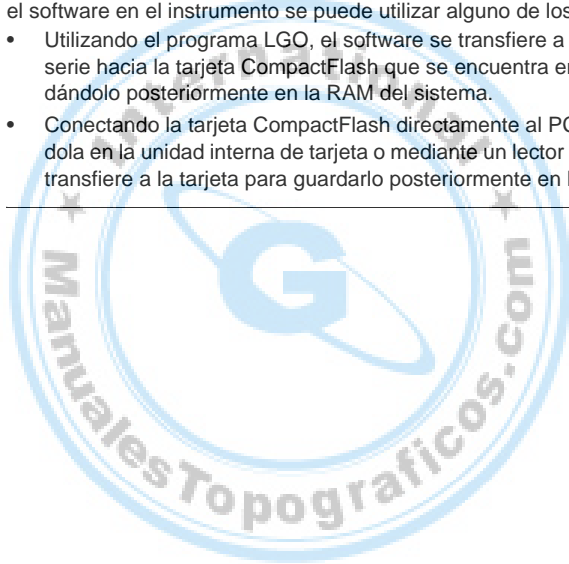 el software en el instrumento se puede utilizar alguno de los
• Utilizando el programa LGO, el software se transfiere a
serie hacia la tarjeta CompactFlash que se encuentra en
dándolo posteriormente en la RAM del sistema.
• Conectando la tarjeta CompactFlash directamente al PC
dola en la unidad interna de tarjeta o mediante un lector
transfiere a la tarjeta para guardarlo posteriormente en
International
G
★ ManualesTopograficos.com ★